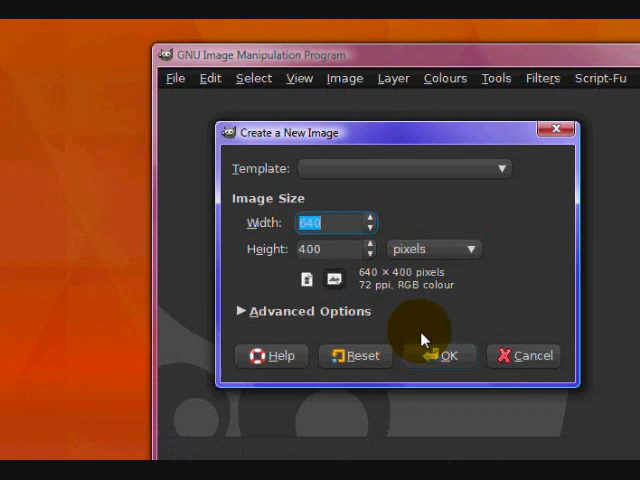 GNU Image Manipulation Program
File Edit Select View Image Layer Colours Tools Filters Script-Fu
Create a New Image
Template:
Image Size
Width: 640
Height: 400 pixels
640 × 400 pixels
72 ppi, RGB colour
Advanced Options
Help Reset OK Cancel